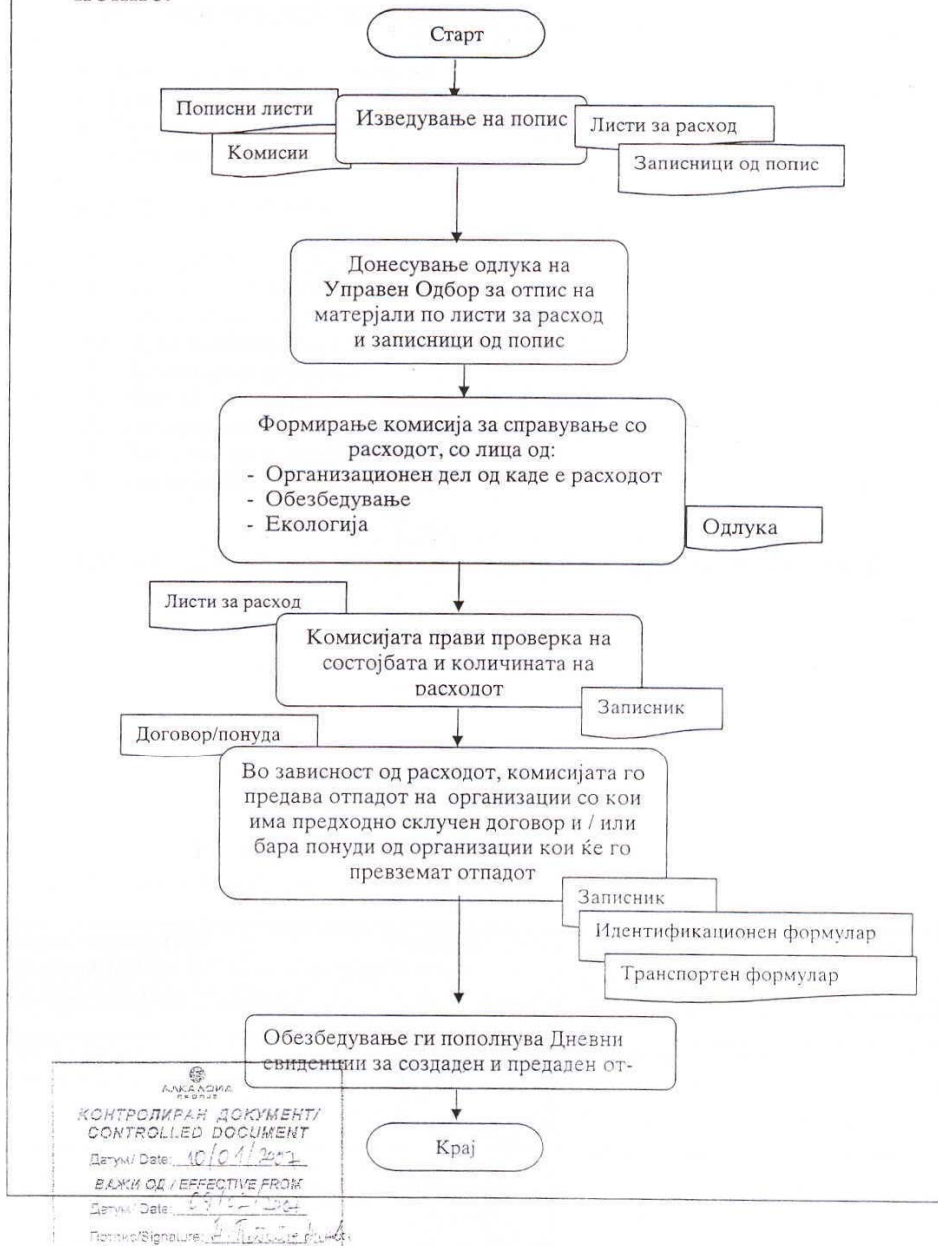 Старт
Пописни листи
Комисии
Изведување на попис
Листи за расход
Записници од попис
Донесување одлука на
Управен Одбор за отпис на
матерјали по листи за расход
и записници од попис
Формирање комисија за справување со
расходот, со лица од:
- Организационен дел од каде е расходот
- Обезбедување
- Екологија
Одлука
Листи за расход
Комисијата прави проверка на
состојбата и количината на
расходот
Записник
Договор/понуда
Во зависност од расходот, комисијата го
предава отпадот на организации со кои
има предходно склучен договор и / или
бара понуди од организации кои ќе го
превземат отпадот
Записник
Идентификационен формулар
Транспортен формулар
Обезбедување ги пополнува Дневни
евиденции за создаден и предаден от-
Крај
АЛКАЛОИД
СКОПЈЕ
КОНТРОЛИРАН ДОКУМЕНТ/
CONTROLLED DOCUMENT
Датум/ Date: 10/01/
ВАЖИ ОД / EFFECTIVE FROM
Датум/ Date:
Потпис/Signature: